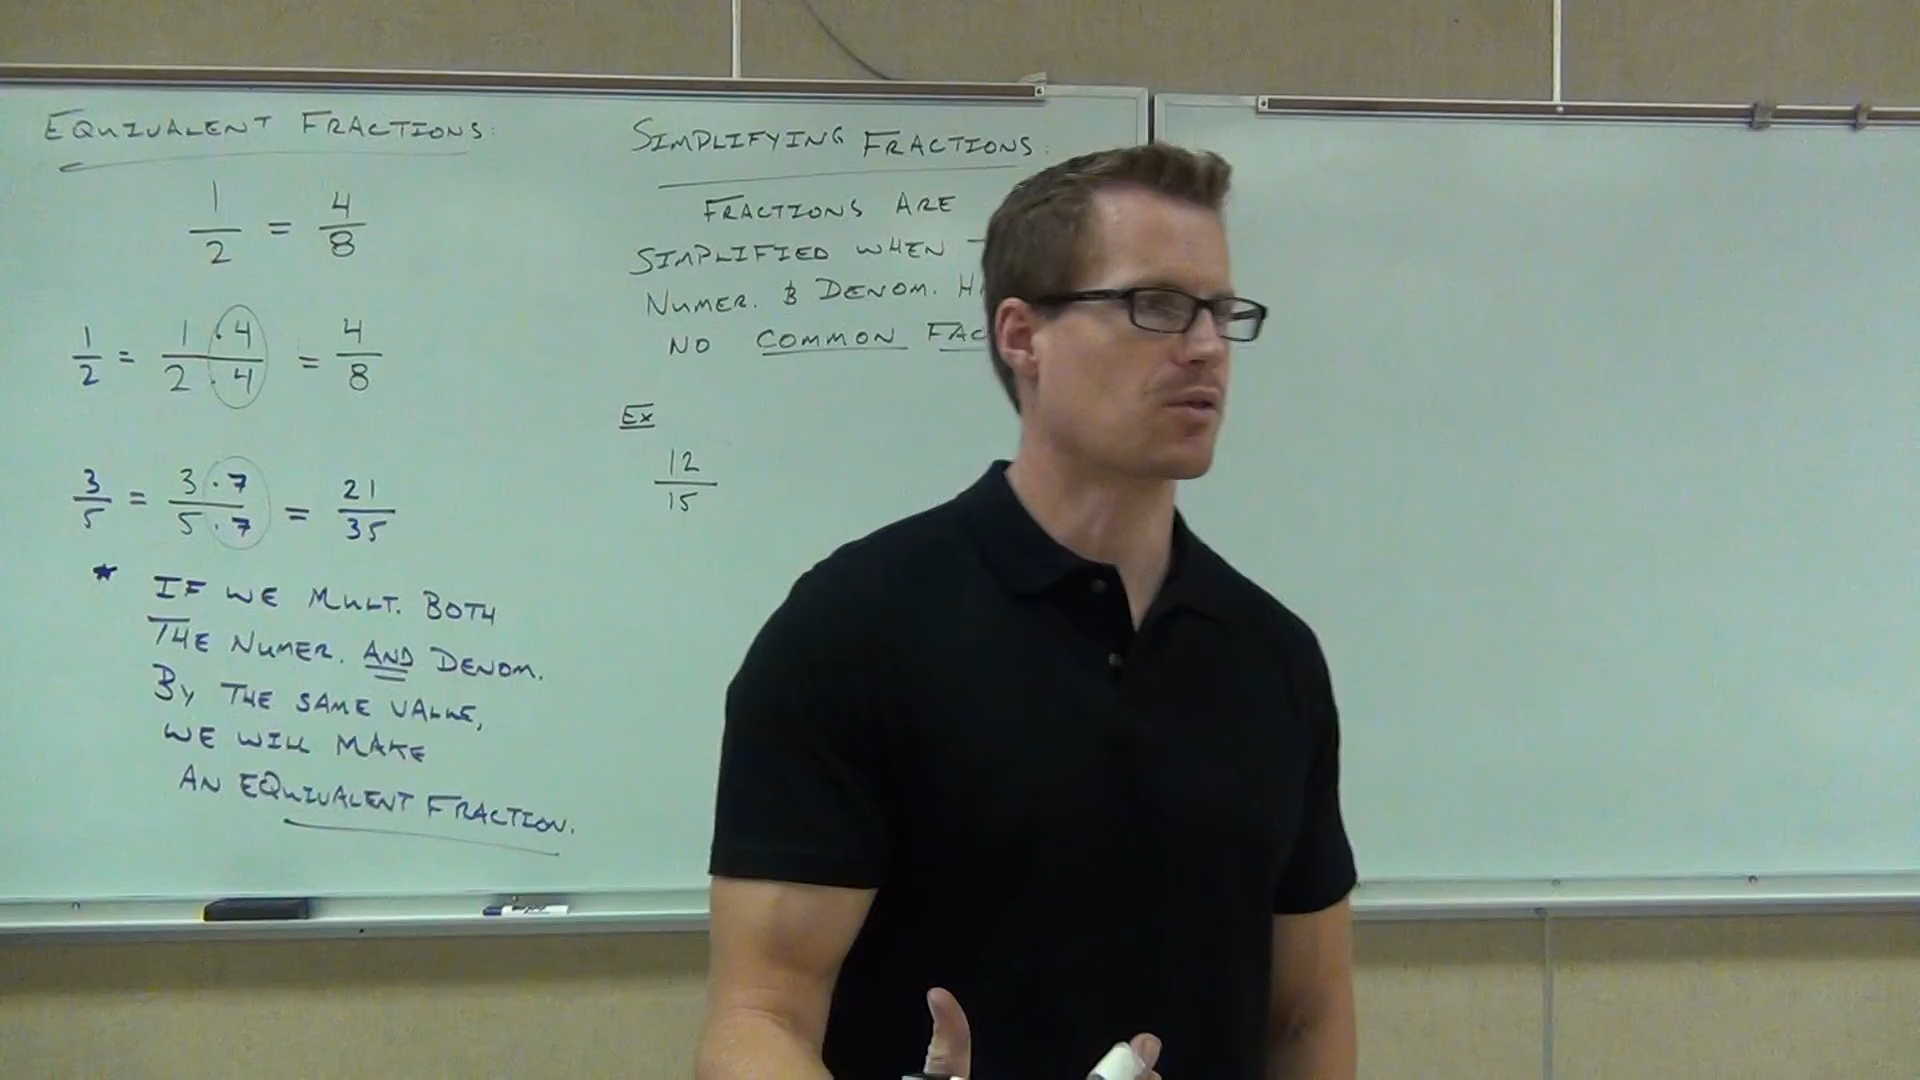 EQUIVALENT FRACTIONS:
1/2 = 4/8
1/2 = 1 · 4 / 2 · 4 = 4/8
3/5 = 3 · 7 / 5 · 7 = 21/35
* IF WE MULT. BOTH
THE NUMER. AND DENOM.
BY THE SAME VALUE,
WE WILL MAKE
AN EQUIVALENT FRACTION.
SIMPLIFYING FRACTIONS:
FRACTIONS ARE
SIMPLIFIED WHEN
NUMER. & DENOM.
NO COMMON
Ex
12/15